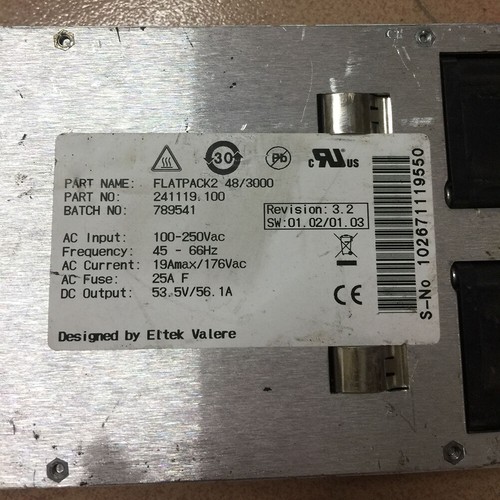 30
Pb
c RU US
PART NAME: FLATPACK2 48/3000
PART NO: 241119.100
BATCH NO: 789541
Revision: 3.2
SW:01.02/01.03
AC Input: 100-250Vac
Frequency: 45 - 66Hz
AC Current: 19Amax/176Vac
AC Fuse: 25A F
DC Output: 53.5V/56.1A
CE
Designed by Eltek Valere
S-No 102671119550